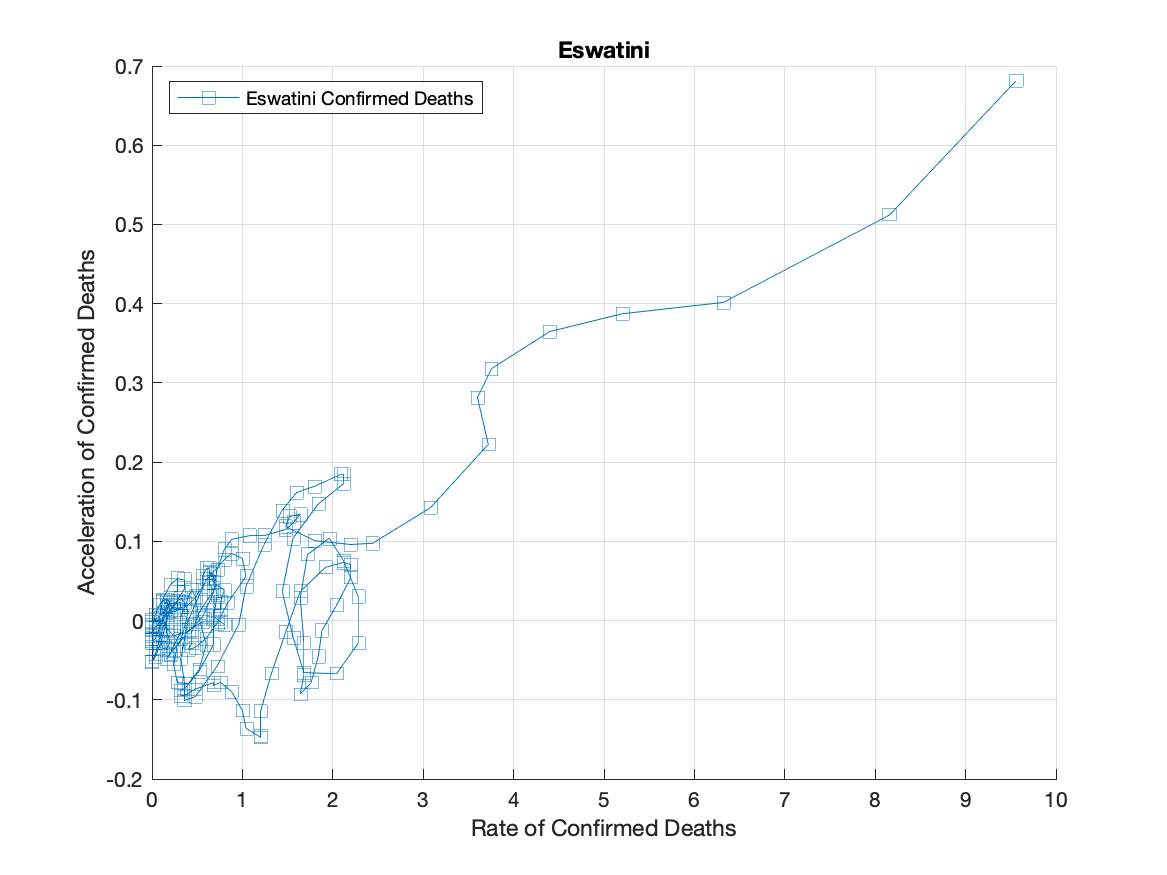 Eswatini
Eswatini Confirmed Deaths
Acceleration of Confirmed Deaths
0.7
0.6
0.5
0.4
0.3
0.2
0.1
0
-0.1
-0.2
0 1 2 3 4 5 6 7 8 9 10
Rate of Confirmed Deaths